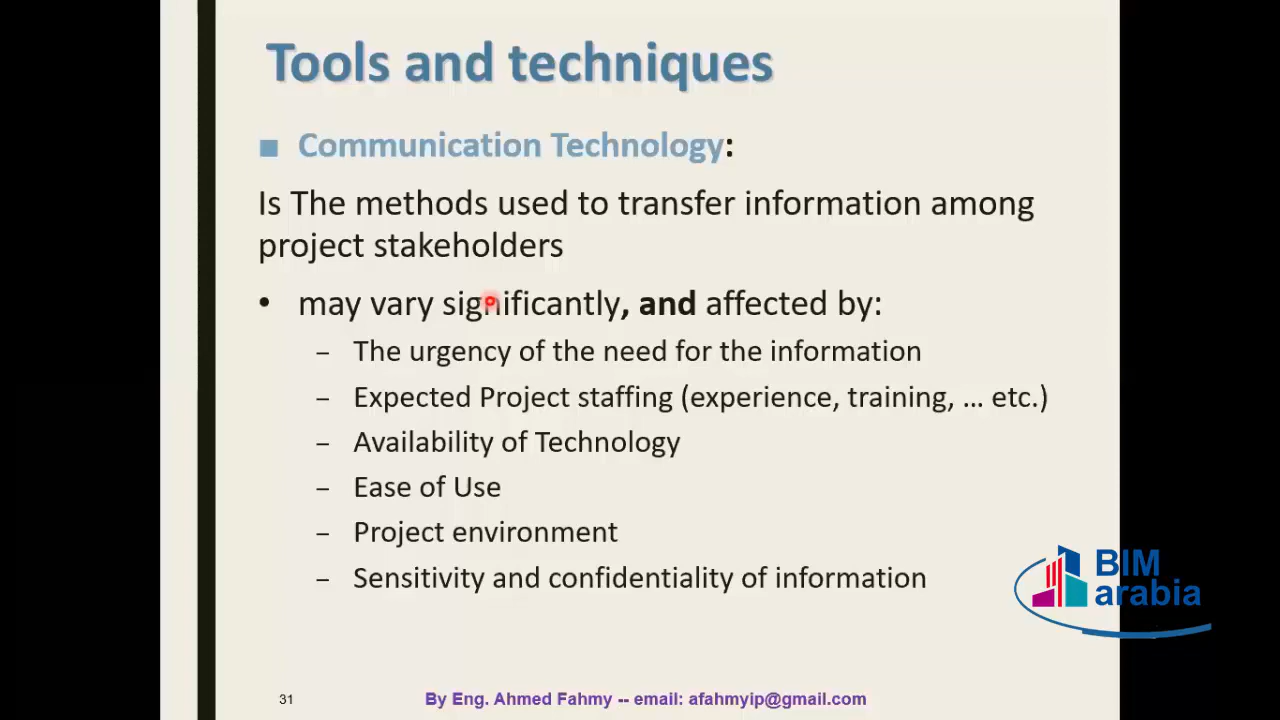 Tools and techniques
■ Communication Technology:
Is The methods used to transfer information among
project stakeholders
• may vary significantly, and affected by:
– The urgency of the need for the information
– Expected Project staffing (experience, training, … etc.)
– Availability of Technology
– Ease of Use
– Project environment
– Sensitivity and confidentiality of information
BIM
arabia
31
By Eng. Ahmed Fahmy -- email: afahmyip@gmail.com